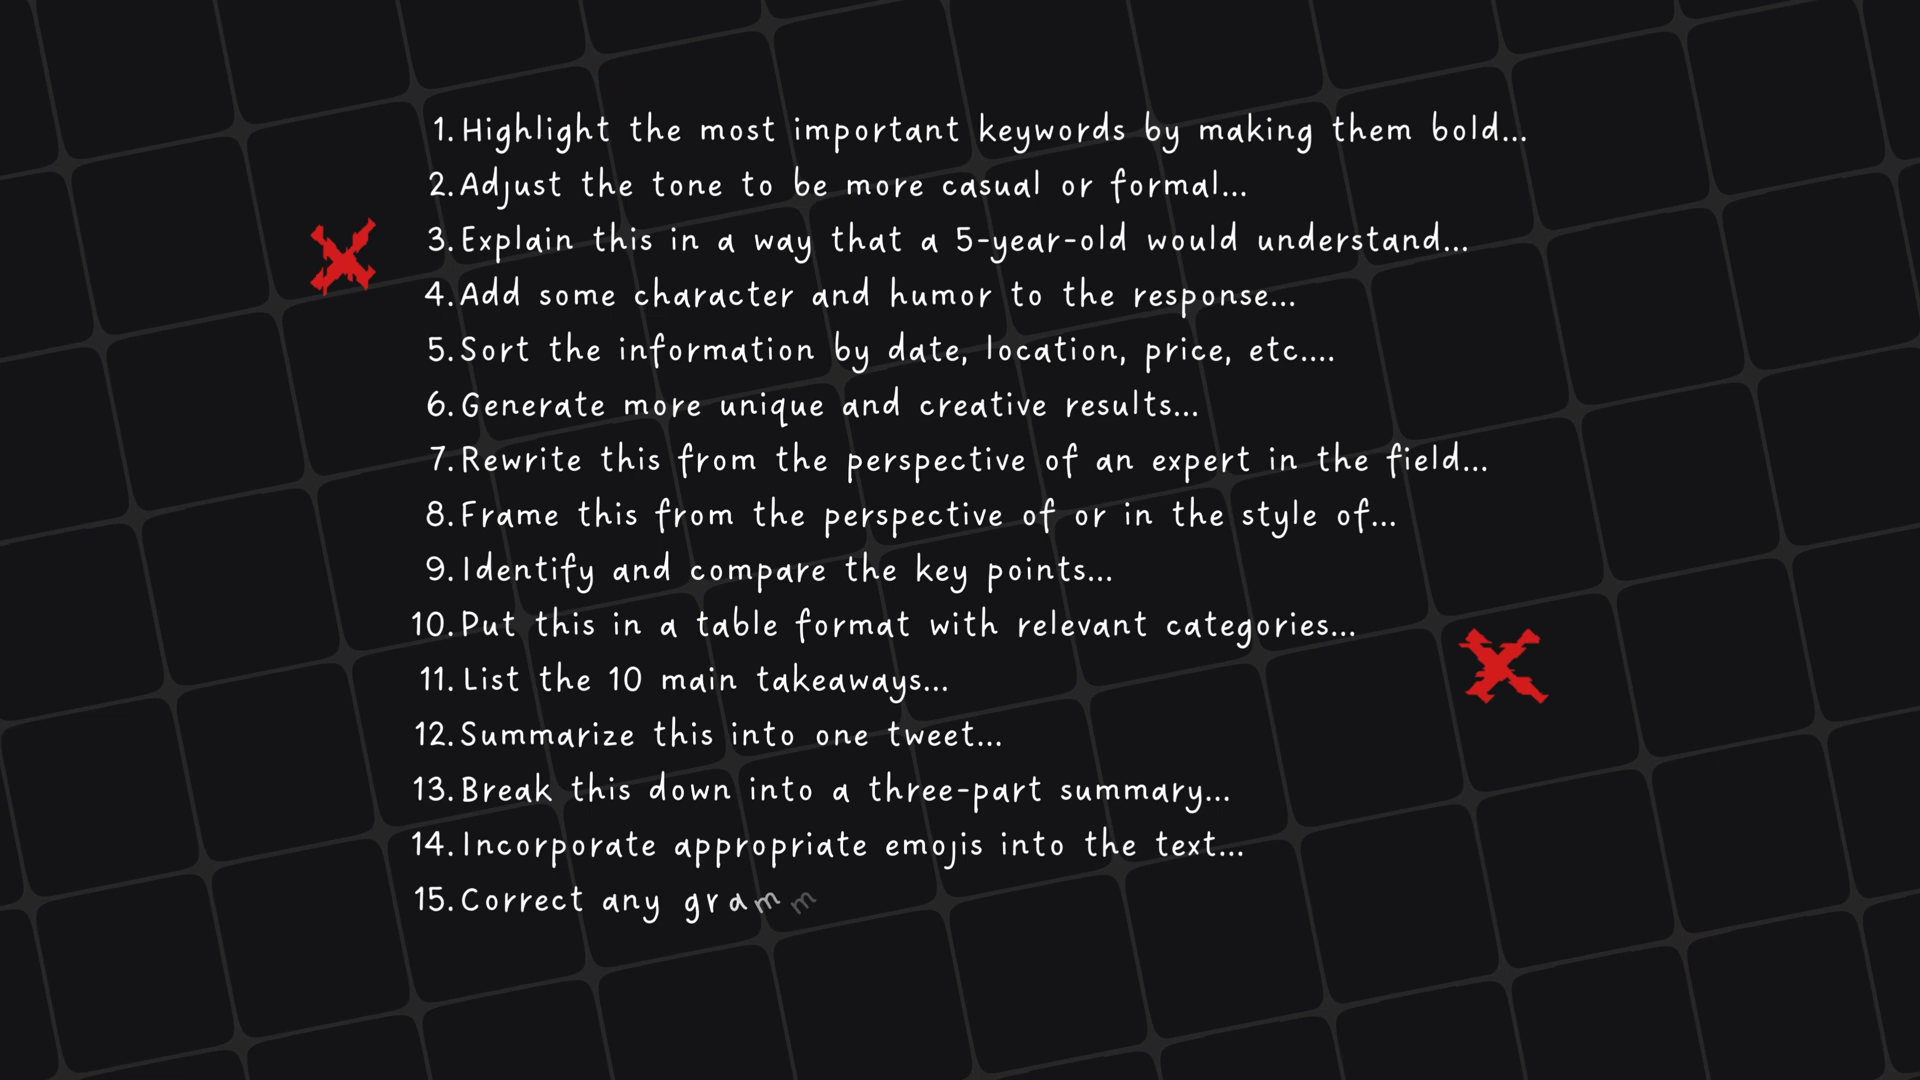 1. Highlight the most important keywords by making them bold...
2. Adjust the tone to be more casual or formal...
3. Explain this in a way that a 5-year-old would understand...
4. Add some character and humor to the response...
5. Sort the information by date, location, price, etc....
6. Generate more unique and creative results...
7. Rewrite this from the perspective of an expert in the field...
8. Frame this from the perspective of or in the style of...
9. Identify and compare the key points...
10. Put this in a table format with relevant categories...
11. List the 10 main takeaways...
12. Summarize this into one tweet...
13. Break this down into a three-part summary...
14. Incorporate appropriate emojis into the text...
15. Correct any gramm